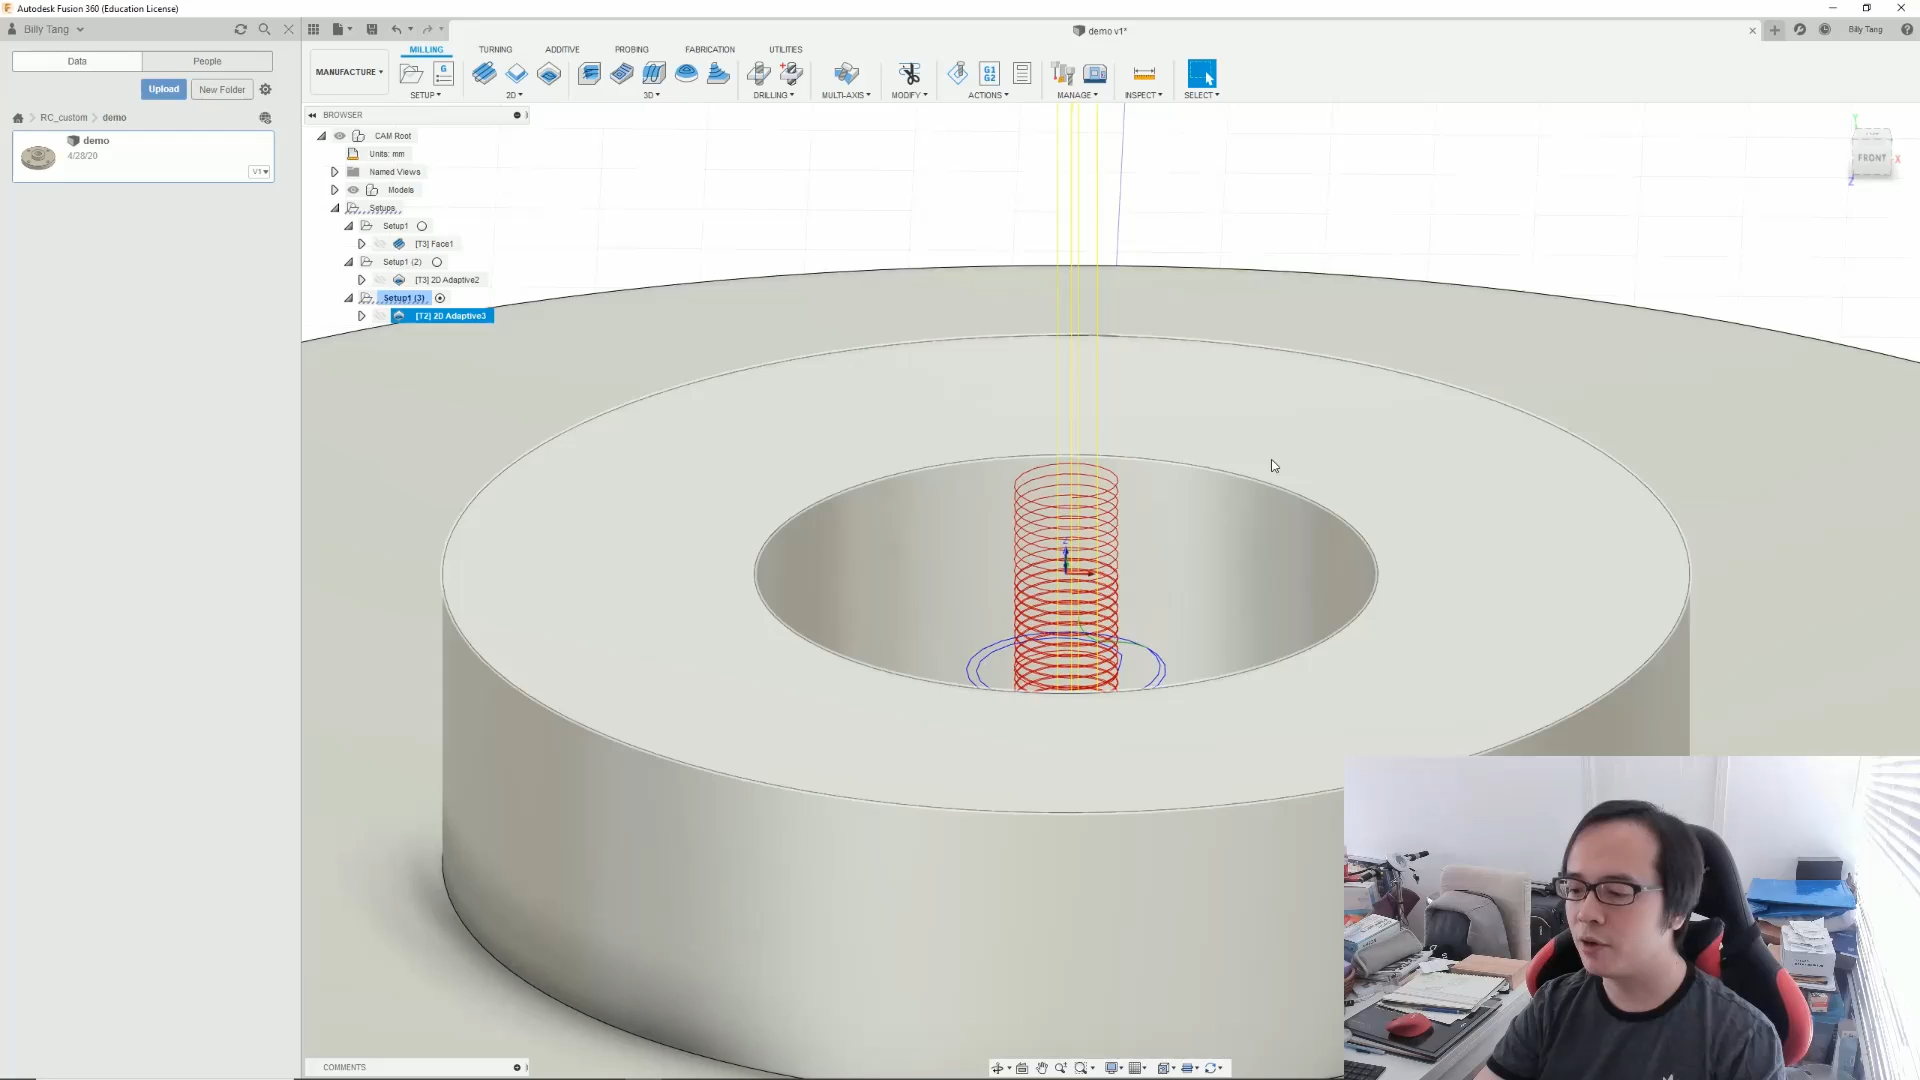 Autodesk Fusion 360 (Education License)
Billy Tang
demo v1*
Billy Tang
Data
People
Upload
New Folder
RC_custom
demo
demo
4/28/20
V1
MANUFACTURE
MILLING
TURNING
ADDITIVE
PROBING
FABRICATION
UTILITIES
G
G1
G2
SETUP
2D
3D
DRILLING
MULTI-AXIS
MODIFY
ACTIONS
MANAGE
INSPECT
SELECT
BROWSER
CAM Root
Units: mm
Named Views
Models
Setups
Setup1
[T3] Face1
Setup1 (2)
[T3] 2D Adaptive2
Setup1 (3)
[T2] 2D Adaptive3
Y
FRONT
X
Z
Z
COMMENTS